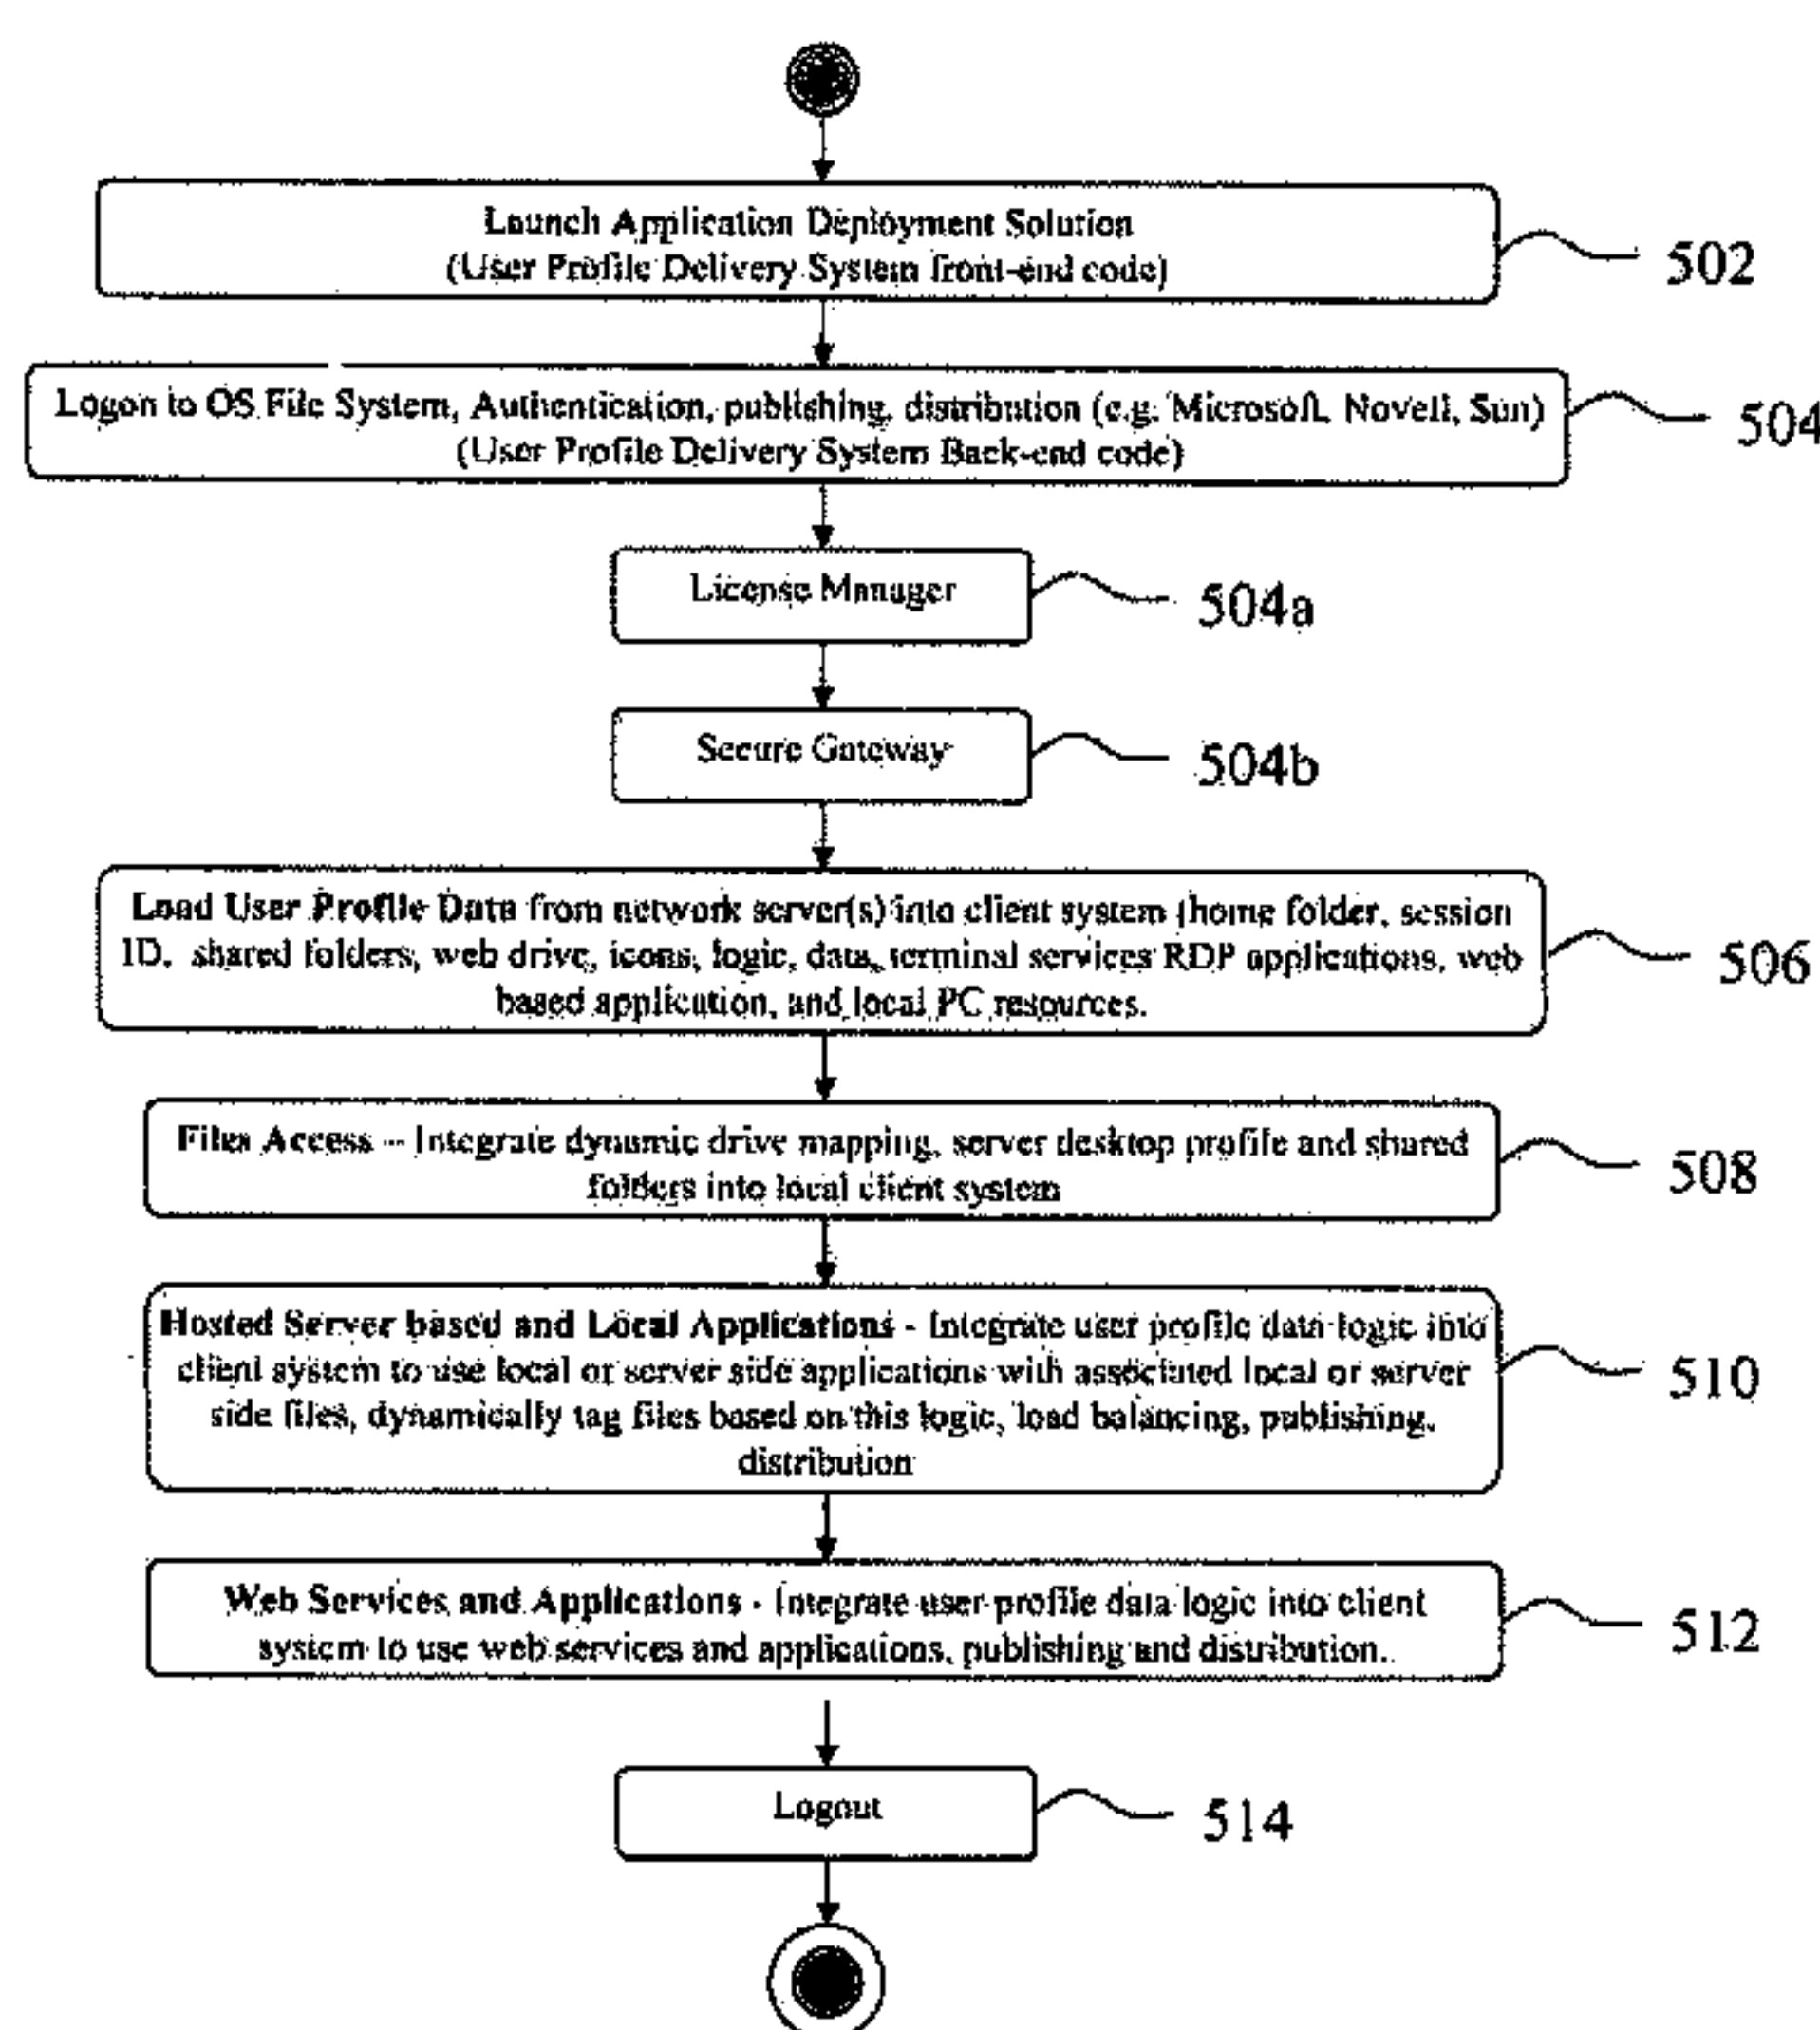 Launch Application Deployment Solution
(User Profile Delivery System front-end code)
502
Logon to OS File System, Authentication, publishing, distribution (e.g. Microsoft, Novell, Sun)
(User Profile Delivery System Back-end code)
504
License Manager
504a
Secure Gateway
504b
Load User Profile Data from network server(s) into client system (home folder, session
ID, shared folders, web drive, icons, logic, data, terminal services RDP applications, web
based application, and local PC resources.
506
Files Access -- Integrate dynamic drive mapping, server desktop profile and shared
folders into local client system
508
Hosted Server based and Local Applications - Integrate user profile data logic into
client system to use local or server side applications with associated local or server
side files, dynamically tag files based on this logic, load balancing, publishing,
distribution
510
Web Services and Applications - Integrate user profile data logic into client
system to use web services and applications, publishing and distribution.
512
Logout
514